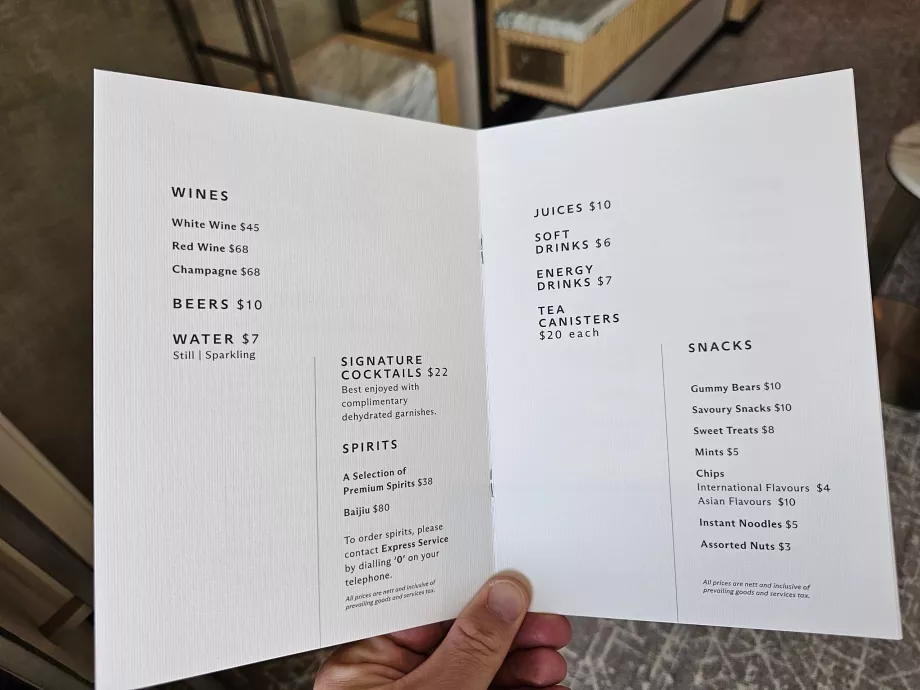 WINES
White Wine $45
Red Wine $68
Champagne $68
BEERS $10
WATER $7
Still | Sparkling
SIGNATURE
COCKTAILS $22
Best enjoyed with
complimentary
dehydrated garnishes.
SPIRITS
A Selection of
Premium Spirits $38
Baijiu $80
To order spirits, please
contact Express Service
by dialling '0' on your
telephone.
All prices are nett and inclusive of
prevailing goods and services tax.
JUICES $10
SOFT
DRINKS $6
ENERGY
DRINKS $7
TEA
CANISTERS
$20 each
SNACKS
Gummy Bears $10
Savoury Snacks $10
Sweet Treats $8
Mints $5
Chips
International Flavours $4
Asian Flavours $10
Instant Noodles $5
Assorted Nuts $3
All prices are nett and inclusive of
prevailing goods and services tax.